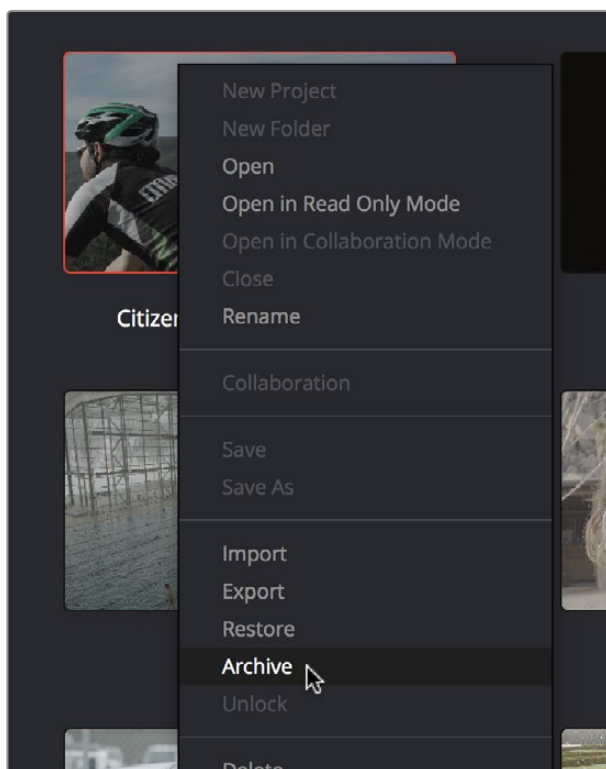 New Project
New Folder
Open
Open in Read Only Mode
Open in Collaboration Mode
Close
Citizen
Rename
Collaboration
Save
Save As
Import
Export
Restore
Archive
Unlock
Delete